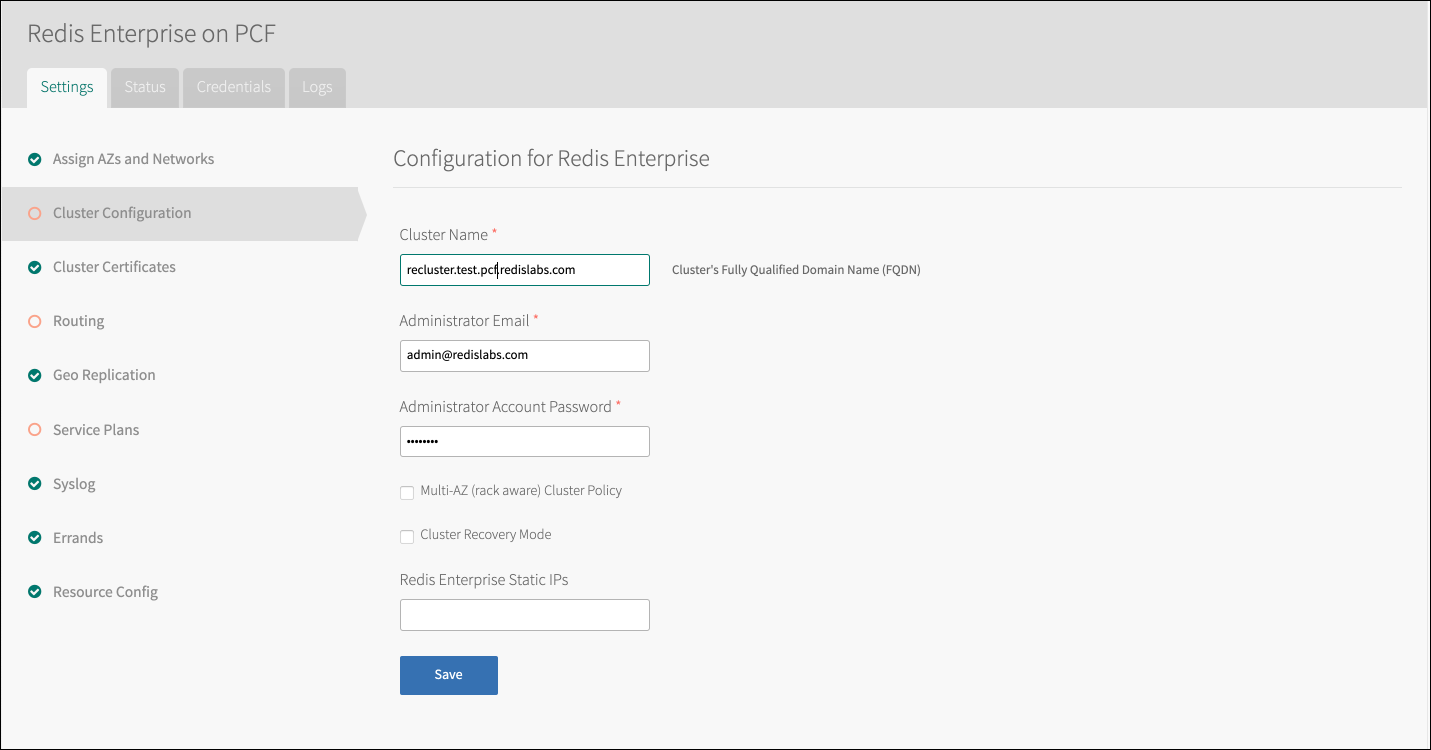 Redis Enterprise on PCF
Settings
Status
Credentials
Logs
Assign AZs and Networks
Cluster Configuration
Cluster Certificates
Routing
Geo Replication
Service Plans
Syslog
Errands
Resource Config
Configuration for Redis Enterprise
Cluster Name *
recluster.test.pcf.redislabs.com
Cluster's Fully Qualified Domain Name (FQDN)
Administrator Email *
admin@redislabs.com
Administrator Account Password *
••••••••
Multi-AZ (rack aware) Cluster Policy
Cluster Recovery Mode
Redis Enterprise Static IPs
Save